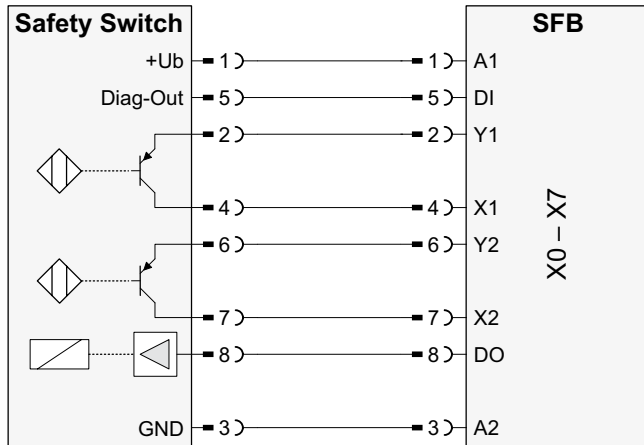 Safety Switch SFB
+Ub 1 1 A1
Diag-Out 5 5 DI
2 2 Y1
4 4 X1
6 6 Y2
7 7 X2
8 8 DO
GND 3 3 A2
X0 – X7